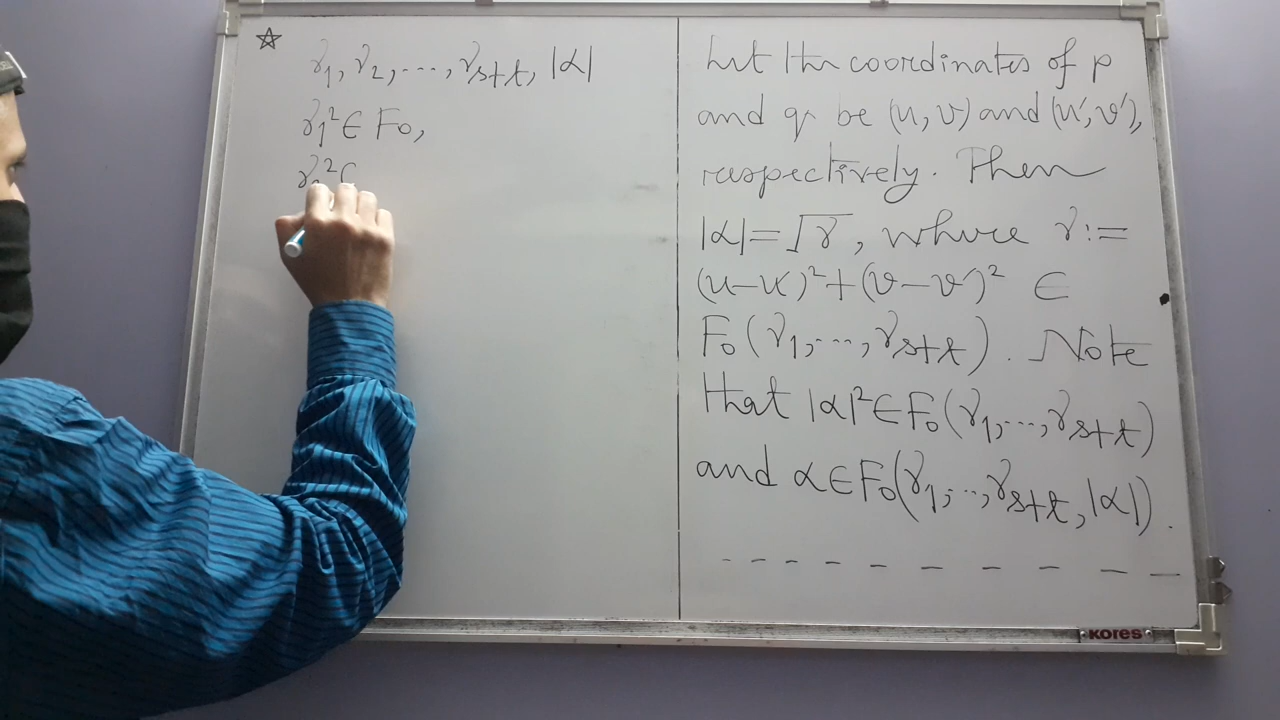 ☆ γ₁, γ₂, ..., γₛ₊ₜ, |α|
γ₁² ∈ F₀,
Let the coordinates of p
and q be (u, v) and (u', v'),
respectively. Then
|α| = √γ, where γ :=
(u-u')² + (v-v')² ∈
F₀(γ₁, ..., γₛ₊ₜ). Note
that |α|² ∈ F₀(γ₁, ..., γₛ₊ₜ)
and α ∈ F₀(γ₁, ..., γₛ₊ₜ, |α|).
KORES